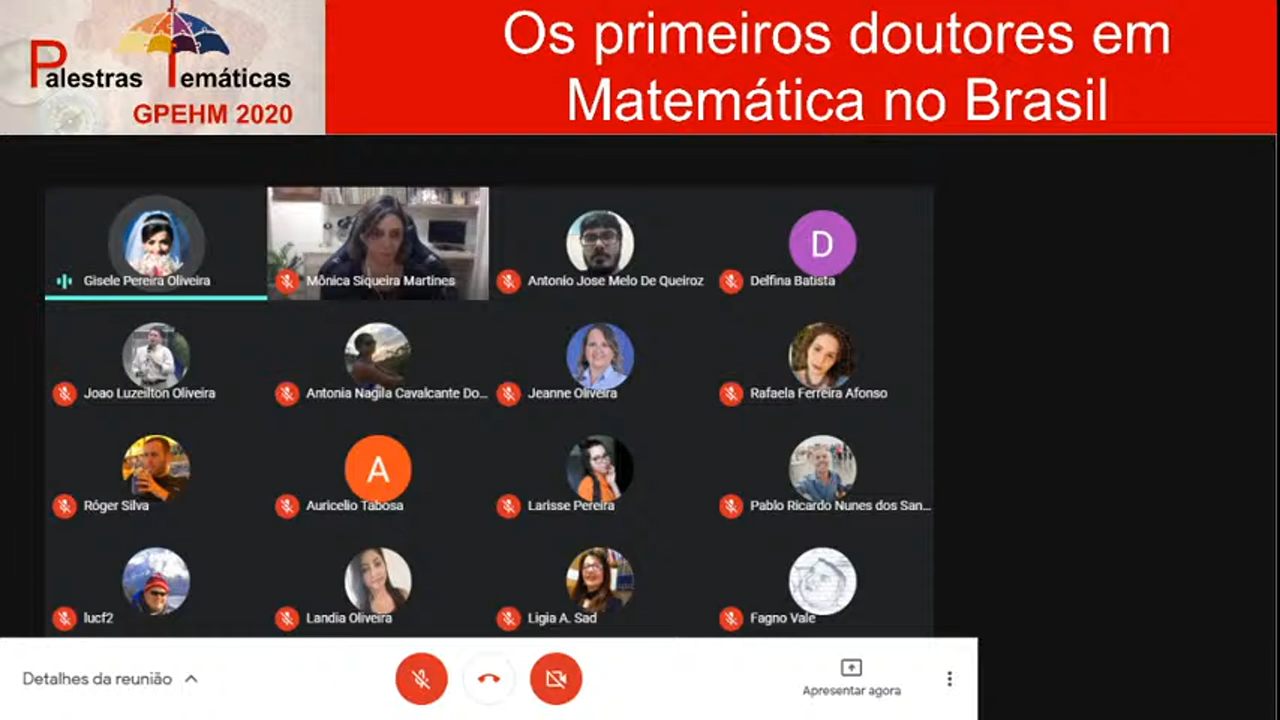 Palestras Temáticas
GPEHM 2020
Os primeiros doutores em
Matemática no Brasil
Gisele Pereira Oliveira
Mônica Siqueira Martines
Antonio Jose Melo De Queiroz
D
Delfina Batista
Joao Luzeilton Oliveira
Antonia Nagila Cavalcante Do...
Jeanne Oliveira
Rafaela Ferreira Afonso
Róger Silva
A
Auricelio Tabosa
Larisse Pereira
Pablo Ricardo Nunes dos San...
lucf2
Landia Oliveira
Ligia A. Sad
Fagno Vale
Detalhes da reunião
Apresentar agora